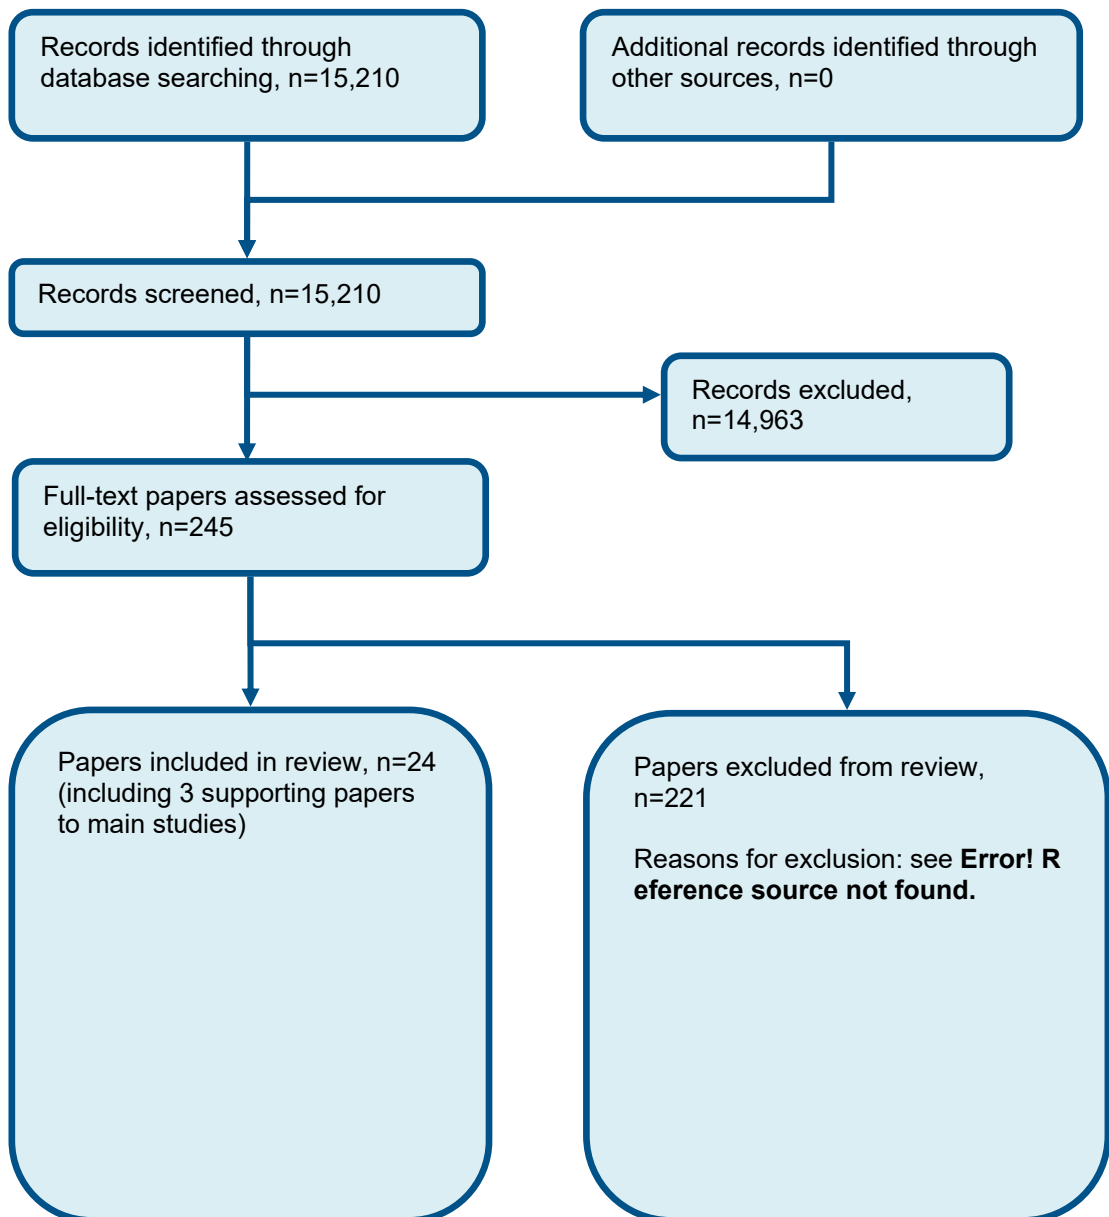 Records identified through
database searching, n=15,210
Additional records identified through
other sources, n=0
Records screened, n=15,210
Records excluded,
n=14,963
Full-text papers assessed for
eligibility, n=245
Papers included in review, n=24
(including 3 supporting papers
to main studies)
Papers excluded from review,
n=221
Reasons for exclusion: see Error! R
eference source not found.